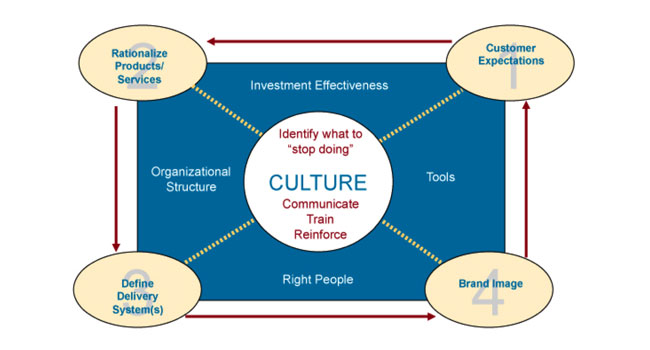 2
Rationalize
Products/
Services
1
Customer
Expectations
Investment Effectiveness
Identify what to
“stop doing”
Organizational
Structure
CULTURE
Tools
Communicate
Train
Reinforce
3
Define
Delivery
System(s)
Right People
4
Brand Image